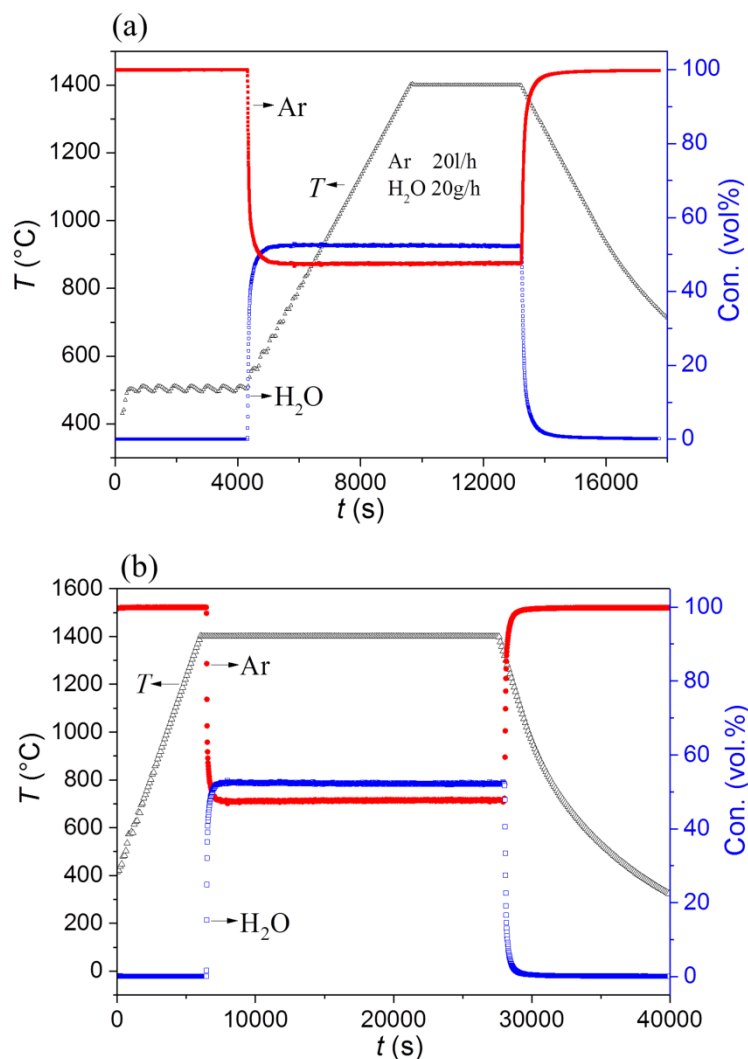 (a)
1400
1200
1000
800
600
400
T (°C)
Ar
T
Ar 20l/h
H₂O 20g/h
H₂O
100
80
60
40
20
0
Con. (vol%)
0 4000 8000 12000 16000
t (s)
(b)
1600
1400
1200
1000
800
600
400
200
0
T (°C)
T
Ar
H₂O
100
80
60
40
20
0
Con. (vol.%)
0 10000 20000 30000 40000
t (s)